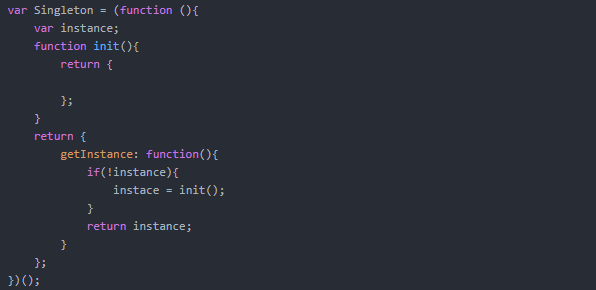 var Singleton = (function (){
    var instance;
    function init(){
        return {

        };
    }
    return {
        getInstance: function(){
            if(!instance){
                instace = init();
            }
            return instance;
        }
    };
})();